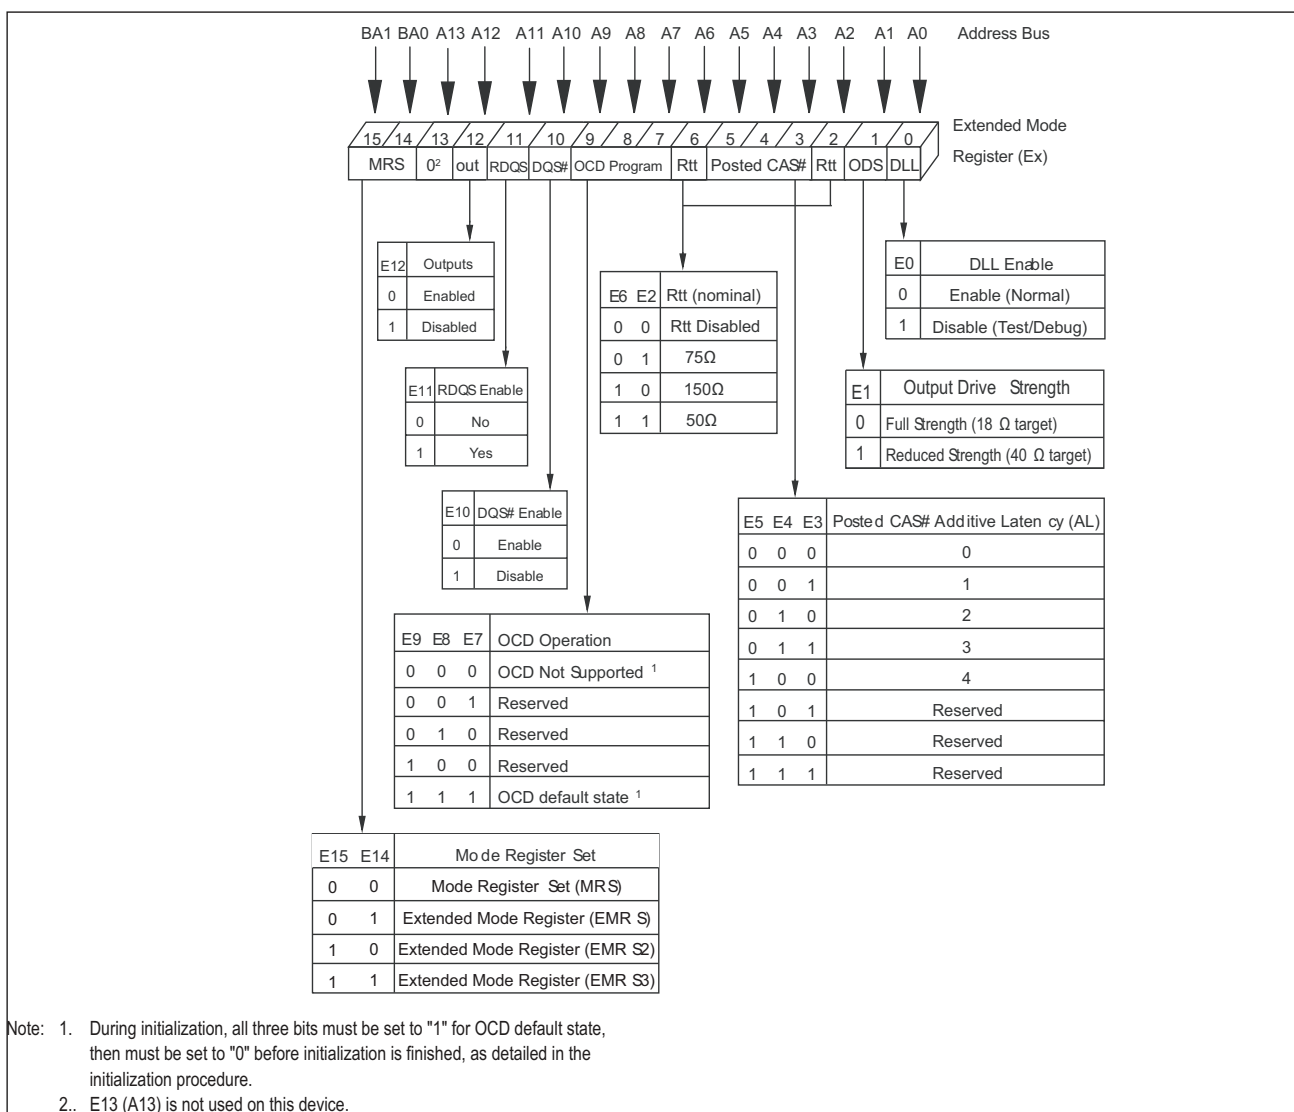 BA1 BA0 A13 A12 A11 A10 A9 A8 A7 A6 A5 A4 A3 A2 A1 A0 Address Bus
15 14 13 12 11 10 9 8 7 6 5 4 3 2 1 0 Extended Mode
Register (Ex)
MRS 0² out RDQS DQS# OCD Program Rtt Posted CAS# Rtt ODS DLL
E12 Outputs
0 Enabled
1 Disabled
E11 RDQS Enable
0 No
1 Yes
E10 DQS# Enable
0 Enable
1 Disable
E9 E8 E7 OCD Operation
0 0 0 OCD Not Supported ¹
0 0 1 Reserved
0 1 0 Reserved
1 0 0 Reserved
1 1 1 OCD default state ¹
E15 E14 Mo de Register Set
0 0 Mode Register Set (MRS)
0 1 Extended Mode Register (EMR S)
1 0 Extended Mode Register (EMR S2)
1 1 Extended Mode Register (EMR S3)
E6 E2 Rtt (nominal)
0 0 Rtt Disabled
0 1 75Ω
1 0 150Ω
1 1 50Ω
E0 DLL Enable
0 Enable (Normal)
1 Disable (Test/Debug)
E1 Output Drive Strength
0 Full Strength (18 Ω target)
1 Reduced Strength (40 Ω target)
E5 E4 E3 Posted CAS# Additive Laten cy (AL)
0 0 0 0
0 0 1 1
0 1 0 2
0 1 1 3
1 0 0 4
1 0 1 Reserved
1 1 0 Reserved
1 1 1 Reserved
Note: 1. During initialization, all three bits must be set to "1" for OCD default state,
then must be set to "0" before initialization is finished, as detailed in the
initialization procedure.
2.. E13 (A13) is not used on this device.